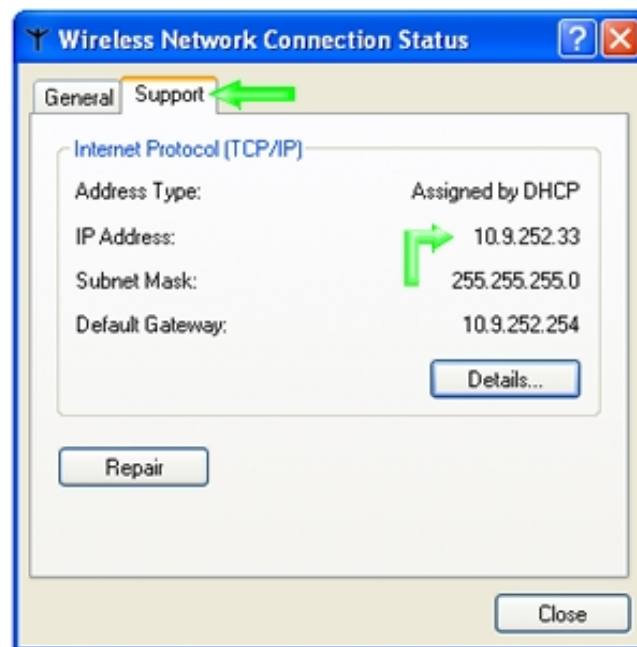 Wireless Network Connection Status
General Support
Internet Protocol (TCP/IP)
Address Type: Assigned by DHCP
IP Address: 10.9.252.33
Subnet Mask: 255.255.255.0
Default Gateway: 10.9.252.254
Details...
Repair
Close